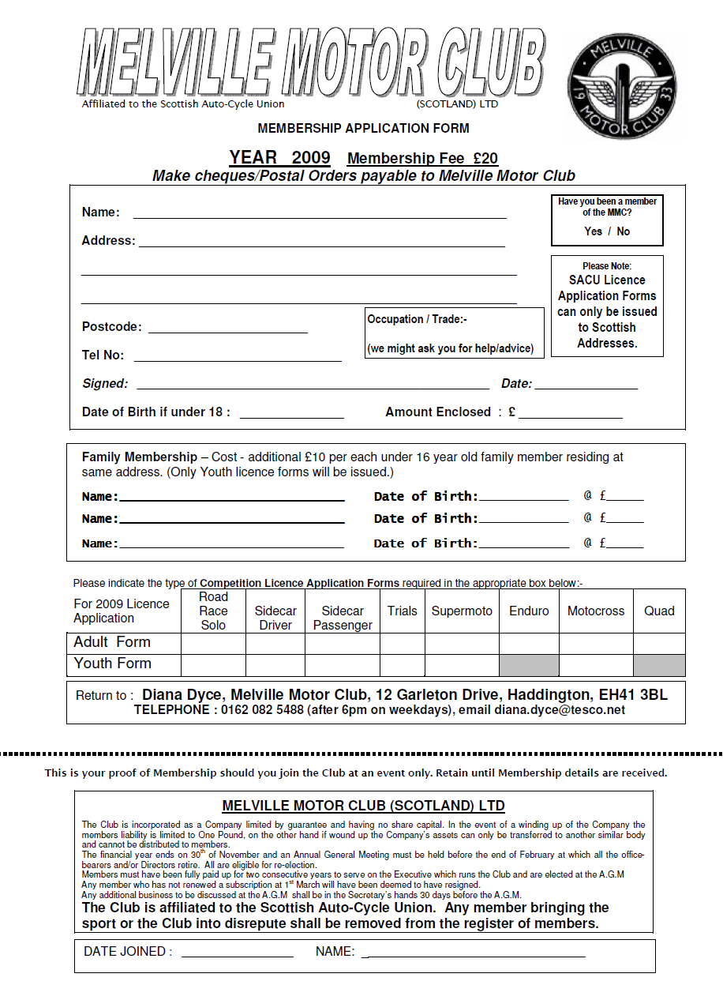 MELVILLE MOTOR CLUB
Affiliated to the Scottish Auto-Cycle Union (SCOTLAND) LTD
MELVILLE
19 33
MOTOR CLUB
MEMBERSHIP APPLICATION FORM
YEAR 2009 Membership Fee £20
Make cheques/Postal Orders payable to Melville Motor Club
Name: ____
Have you been a member
of the MMC?
Yes / No
Address: ____
Please Note:
SACU Licence
Application Forms
can only be issued
to Scottish
Addresses.
Occupation / Trade:-
(we might ask you for help/advice)
Postcode: ____
Tel No: ____
Signed: ____ Date: ____
Date of Birth if under 18 : ____ Amount Enclosed : £ ____
Family Membership – Cost - additional £10 per each under 16 year old family member residing at
same address. (Only Youth licence forms will be issued.)
Name:____ Date of Birth:____ @ £____
Name:____ Date of Birth:____ @ £____
Name:____ Date of Birth:____ @ £____
Please indicate the type of Competition Licence Application Forms required in the appropriate box below:-
For 2009 Licence
Application
Road
Race
Solo
Sidecar
Driver
Sidecar
Passenger
Trials
Supermoto
Enduro
Motocross
Quad
Adult Form
Youth Form
Return to : Diana Dyce, Melville Motor Club, 12 Garleton Drive, Haddington, EH41 3BL
TELEPHONE : 0162 082 5488 (after 6pm on weekdays), email diana.dyce@tesco.net
This is your proof of Membership should you join the Club at an event only. Retain until Membership details are received.
MELVILLE MOTOR CLUB (SCOTLAND) LTD
The Club is incorporated as a Company limited by guarantee and having no share capital. In the event of a winding up of the Company the
members liability is limited to One Pound, on the other hand if wound up the Company's assets can only be transferred to another similar body
and cannot be distributed to members.
The financial year ends on 30th of November and an Annual General Meeting must be held before the end of February at which all the office-
bearers and/or Directors retire. All are eligible for re-election.
Members must have been fully paid up for two consecutive years to serve on the Executive which runs the Club and are elected at the A.G.M
Any member who has not renewed a subscription at 1st March will have been deemed to have resigned.
Any additional business to be discussed at the A.G.M shall be in the Secretary's hands 30 days before the A.G.M.
The Club is affiliated to the Scottish Auto-Cycle Union. Any member bringing the
sport or the Club into disrepute shall be removed from the register of members.
DATE JOINED : ____ NAME: ____